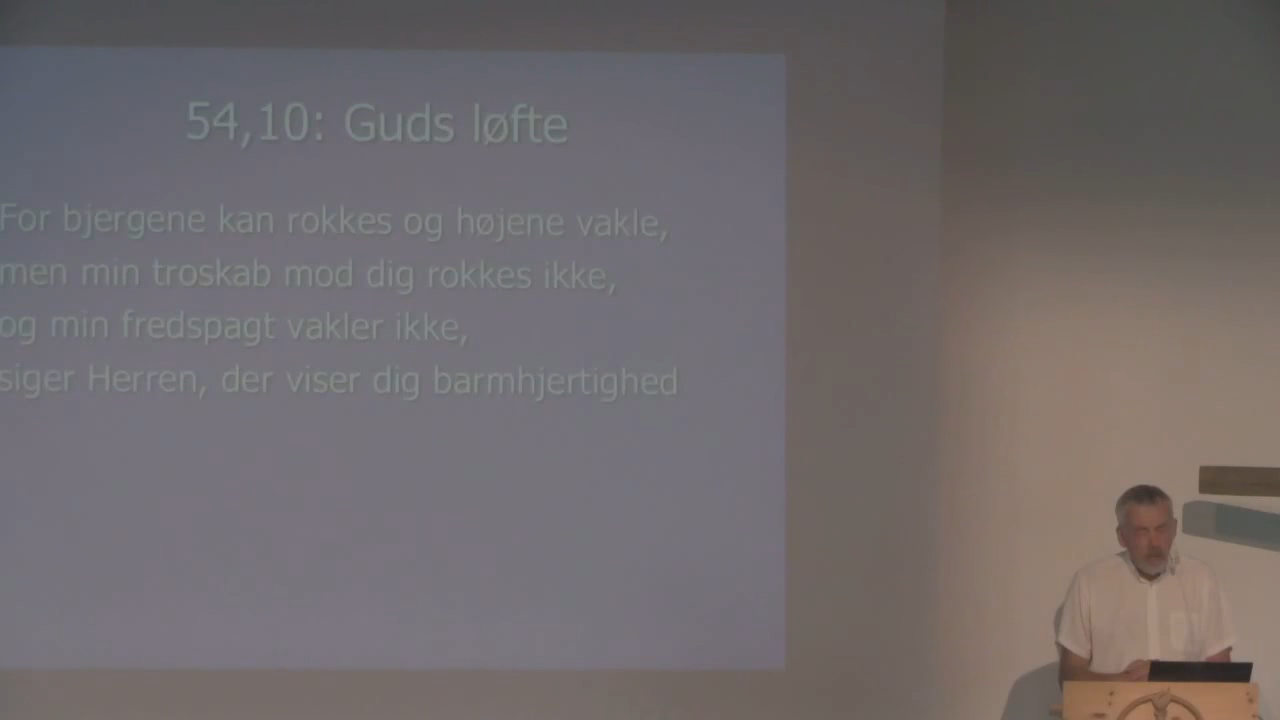 54,10: Guds løfte
For bjergene kan rokkes og højene vakle,
men min troskab mod dig rokkes ikke,
og min fredspagt vakler ikke,
siger Herren, der viser dig barmhjertighed